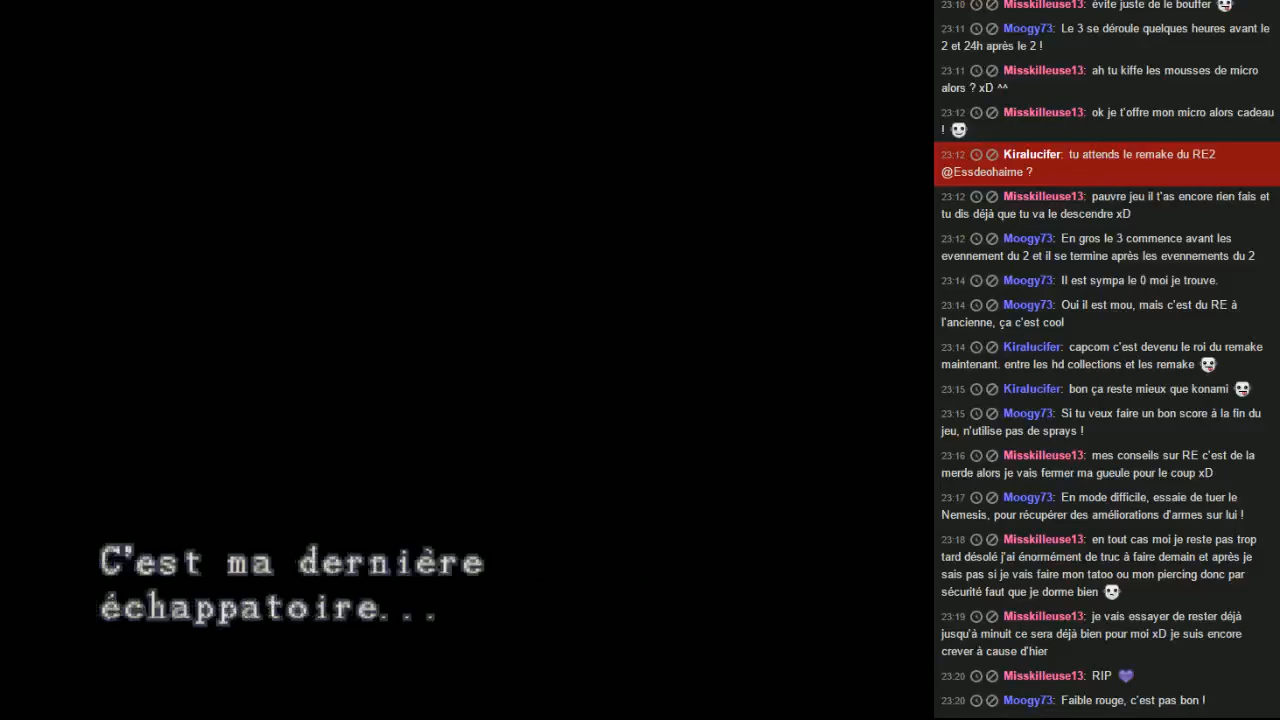 C'est ma dernière
échappatoire...
23:10 Misskilleuse13: évite juste de le bouffer
23:11 Moogy73: Le 3 se déroule quelques heures avant le
2 et 24h après le 2 !
23:11 Misskilleuse13: ah tu kiffe les mousses de micro
alors ? xD ^^
23:12 Misskilleuse13: ok je t'offre mon micro alors cadeau
!
23:12 Kiralucifer: tu attends le remake du RE2
@Essdeohaime ?
23:12 Misskilleuse13: pauvre jeu il t'as encore rien fais et
tu dis déjà que tu va le descendre xD
23:12 Moogy73: En gros le 3 commence avant les
evennement du 2 et il se termine après les evennements du 2
23:14 Moogy73: Il est sympa le 0 moi je trouve.
23:14 Moogy73: Oui il est mou, mais c'est du RE à
l'ancienne, ça c'est cool
23:14 Kiralucifer: capcom c'est devenu le roi du remake
maintenant. entre les hd collections et les remake
23:15 Kiralucifer: bon ça reste mieux que konami
23:15 Moogy73: Si tu veux faire un bon score à la fin du
jeu, n'utilise pas de sprays !
23:16 Misskilleuse13: mes conseils sur RE c'est de la
merde alors je vais fermer ma gueule pour le coup xD
23:17 Moogy73: En mode difficile, essaie de tuer le
Nemesis, pour récupérer des améliorations d'armes sur lui !
23:18 Misskilleuse13: en tout cas moi je reste pas trop
tard désolé j'ai énormément de truc à faire demain et après je
sais pas si je vais faire mon tatoo ou mon piercing donc par
sécurité faut que je dorme bien
23:19 Misskilleuse13: je vais essayer de rester déjà
jusqu'à minuit ce sera déjà bien pour moi xD je suis encore
crever à cause d'hier
23:20 Misskilleuse13: RIP
23:20 Moogy73: Faible rouge, c'est pas bon !